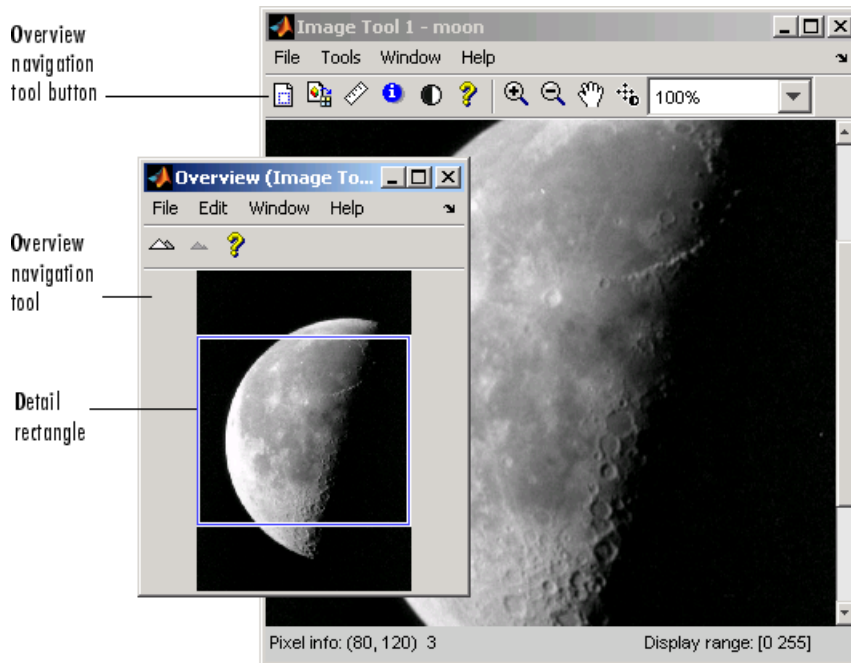 Overview
navigation
tool button
Image Tool 1 - moon
File Tools Window Help
100%
Overview (Image To...
File Edit Window Help
Overview
navigation
tool
Detail
rectangle
Pixel info: (80, 120) 3
Display range: [0 255]